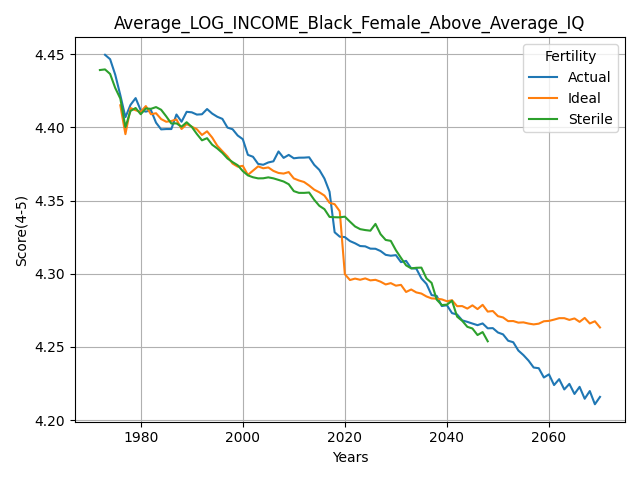 Average_LOG_INCOME_Black_Female_Above_Average_IQ
Fertility
Actual
Ideal
Sterile
Score(4-5)
4.45
4.40
4.35
4.30
4.25
4.20
1980
2000
2020
2040
2060
Years